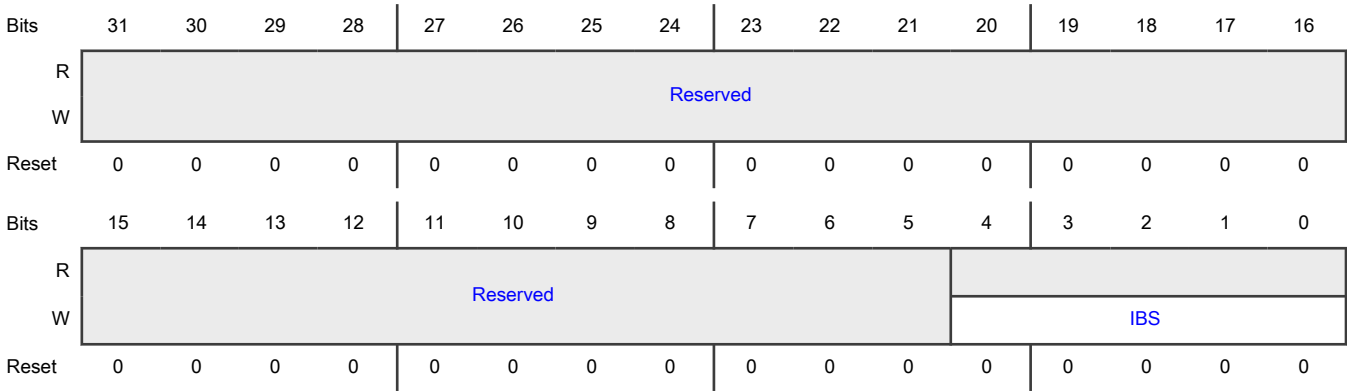 Bits 31 30 29 28 27 26 25 24 23 22 21 20 19 18 17 16
R
Reserved
W
Reset 0 0 0 0 0 0 0 0 0 0 0 0 0 0 0 0
Bits 15 14 13 12 11 10 9 8 7 6 5 4 3 2 1 0
R
Reserved
W IBS
Reset 0 0 0 0 0 0 0 0 0 0 0 0 0 0 0 0